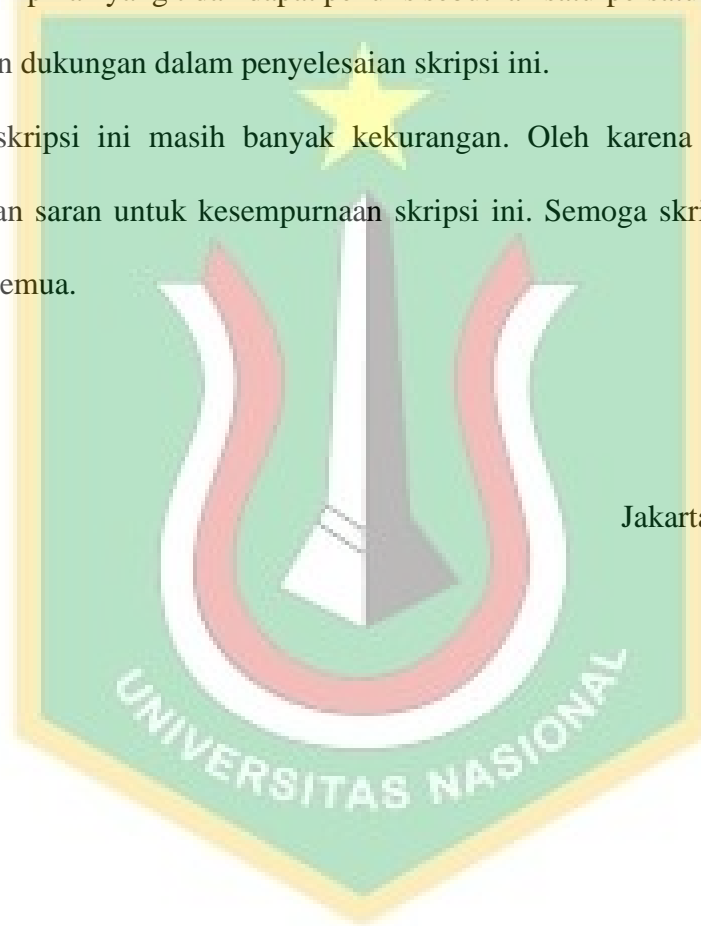 n dukungan dalam penyelesaian skripsi ini.
skripsi ini masih banyak kekurangan. Oleh karena
an saran untuk kesempurnaan skripsi ini. Semoga skri
emua.
Jakarta
UNIVERSITAS NASIONAL